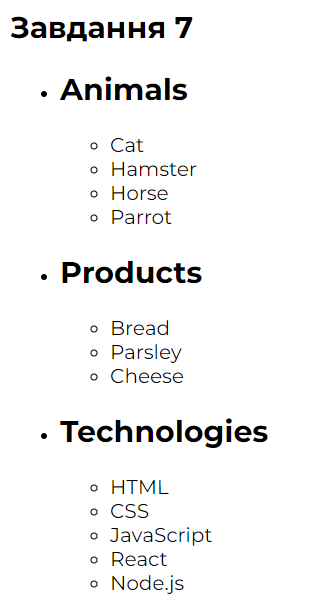 Завдання 7
Animals
Cat
Hamster
Horse
Parrot
Products
Bread
Parsley
Cheese
Technologies
HTML
CSS
JavaScript
React
Node.js